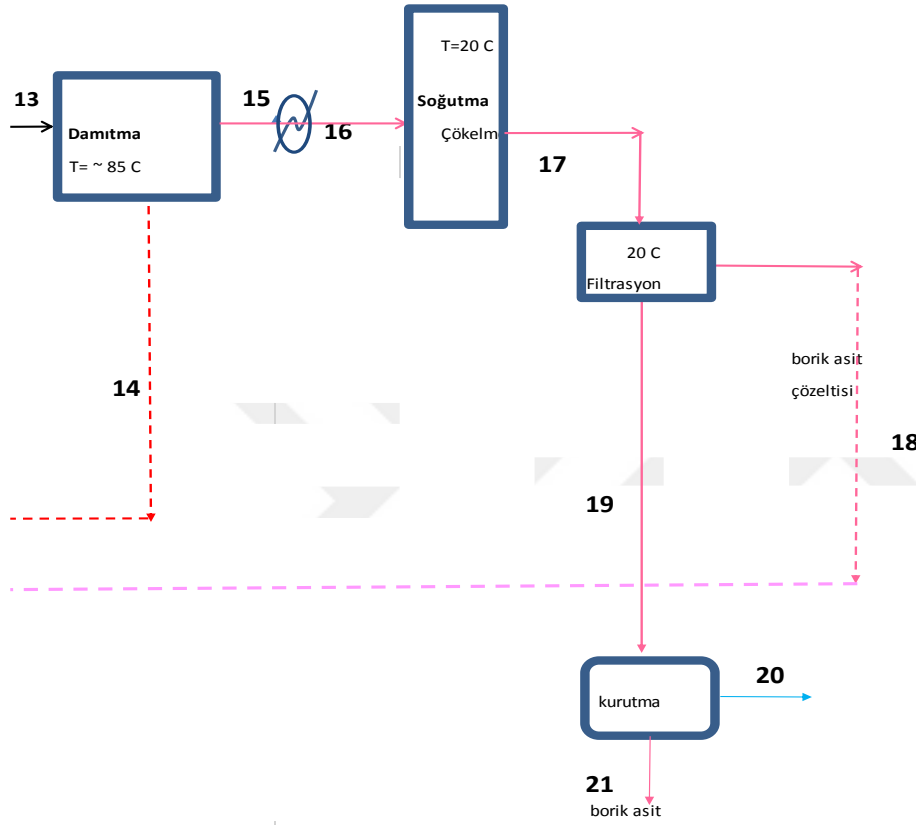 T=20 C
13
15
Soğutma
16
Damıtma
Çökelm
T= ~ 85 C
17
20 C
Filtrasyon
borik asit
14
çözeltisi
18
19
20
kurutma
21
borik asit